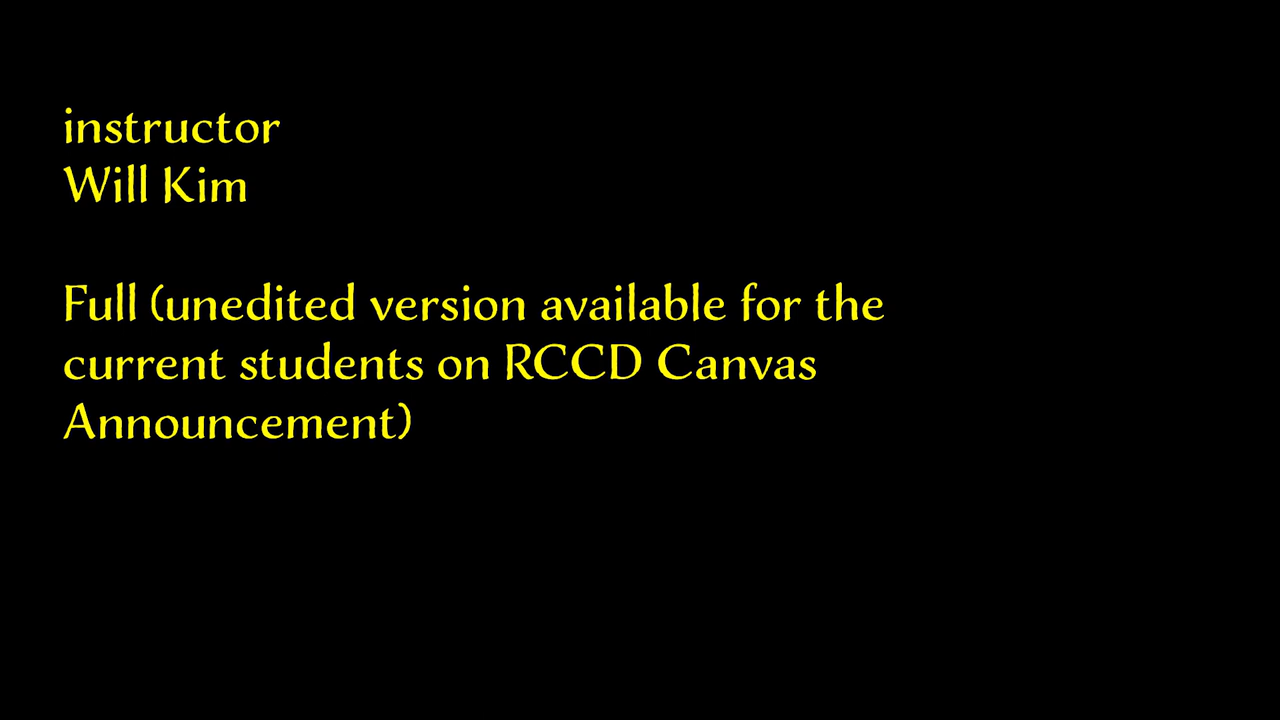 instructor
Will Kim
Full (unedited version available for the
current students on RCCD Canvas
Announcement)